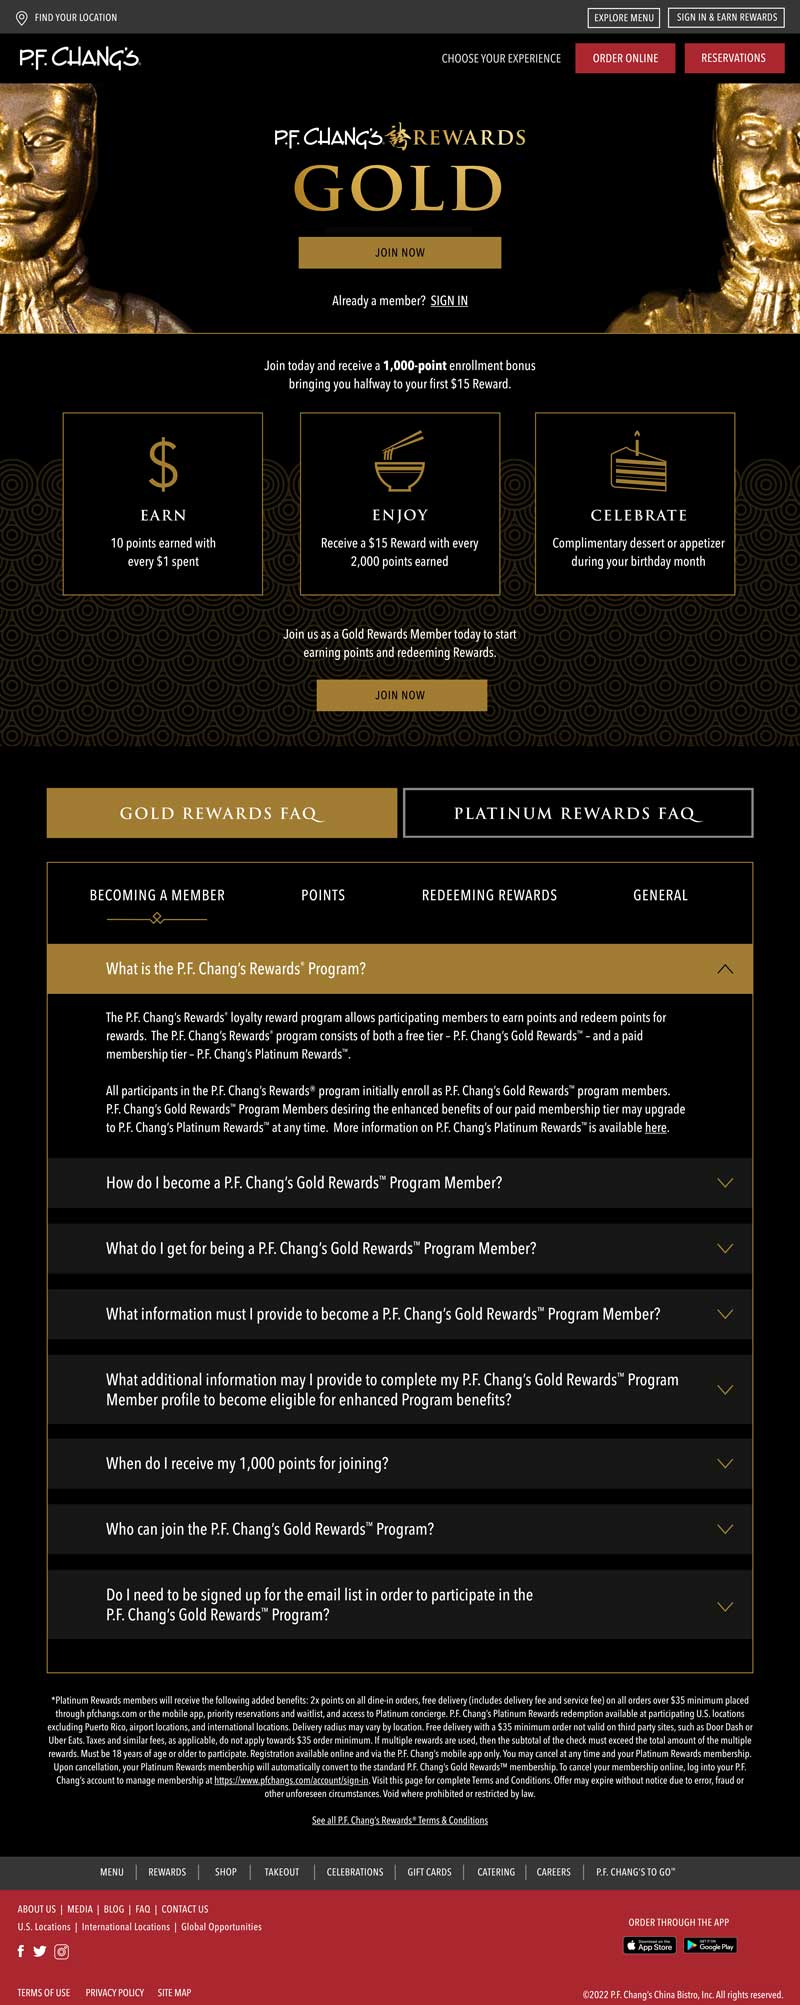 FIND YOUR LOCATION
EXPLORE MENU
SIGN IN & EARN REWARDS
P.F. CHANG'S
CHOOSE YOUR EXPERIENCE
ORDER ONLINE
RESERVATIONS
P.F. CHANG'S REWARDS
GOLD
JOIN NOW
Already a member? SIGN IN
Join today and receive a 1,000-point enrollment bonus
bringing you halfway to your first $15 Reward.
$
EARN
10 points earned with
every $1 spent
ENJOY
Receive a $15 Reward with every
2,000 points earned
CELEBRATE
Complimentary dessert or appetizer
during your birthday month
Join us as a Gold Rewards Member today to start
earning points and redeeming Rewards.
JOIN NOW
GOLD REWARDS FAQ
PLATINUM REWARDS FAQ
BECOMING A MEMBER
POINTS
REDEEMING REWARDS
GENERAL
What is the P.F. Chang's Rewards® Program?
The P.F. Chang's Rewards® loyalty reward program allows participating members to earn points and redeem points for
rewards. The P.F. Chang's Rewards® program consists of both a free tier – P.F. Chang's Gold Rewards™ – and a paid
membership tier – P.F. Chang's Platinum Rewards™.
All participants in the P.F. Chang's Rewards® program initially enroll as P.F. Chang's Gold Rewards™ program members.
P.F. Chang's Gold Rewards™ Program Members desiring the enhanced benefits of our paid membership tier may upgrade
to P.F. Chang's Platinum Rewards™ at any time. More information on P.F. Chang's Platinum Rewards™ is available here.
How do I become a P.F. Chang's Gold Rewards™ Program Member?
What do I get for being a P.F. Chang's Gold Rewards™ Program Member?
What information must I provide to become a P.F. Chang's Gold Rewards™ Program Member?
What additional information may I provide to complete my P.F. Chang's Gold Rewards™ Program
Member profile to become eligible for enhanced Program benefits?
When do I receive my 1,000 points for joining?
Who can join the P.F. Chang's Gold Rewards™ Program?
Do I need to be signed up for the email list in order to participate in the
P.F. Chang's Gold Rewards™ Program?
*Platinum Rewards members will receive the following added benefits: 2x points on all dine-in orders, free delivery (includes delivery fee and service fee) on all orders over $35 minimum placed
through pfchangs.com or the mobile app, priority reservations and waitlist, and access to Platinum concierge. P.F. Chang's Platinum Rewards redemption available at participating U.S. locations
excluding Puerto Rico, airport locations, and international locations. Delivery radius may vary by location. Free delivery with a $35 minimum order not valid on third party sites, such as Door Dash or
Uber Eats. Taxes and similar fees, as applicable, do not apply towards $35 order minimum. If multiple rewards are used, then the subtotal of the check must exceed the total amount of the multiple
rewards. Must be 18 years of age or older to participate. Registration available online and via the P.F. Chang's mobile app only. You may cancel at any time and your Platinum Rewards membership.
Upon cancellation, your Platinum Rewards membership will automatically convert to the standard P.F. Chang's Gold Rewards™ membership. To cancel your membership online, log into your P.F.
Chang's account to manage membership at https://www.pfchangs.com/account/sign-in. Visit this page for complete Terms and Conditions. Offer may expire without notice due to error, fraud or
other unforeseen circumstances. Void where prohibited or restricted by law.
See all P.F. Chang's Rewards® Terms & Conditions
MENU | REWARDS | SHOP | TAKEOUT | CELEBRATIONS | GIFT CARDS | CATERING | CAREERS | P.F. CHANG'S TO GO™
ABOUT US | MEDIA | BLOG | FAQ | CONTACT US
U.S. Locations | International Locations | Global Opportunities
ORDER THROUGH THE APP
Download on the
App Store
GET IT ON
Google Play
TERMS OF USE
PRIVACY POLICY
SITE MAP
©2022 P.F. Chang's China Bistro, Inc. All rights reserved.